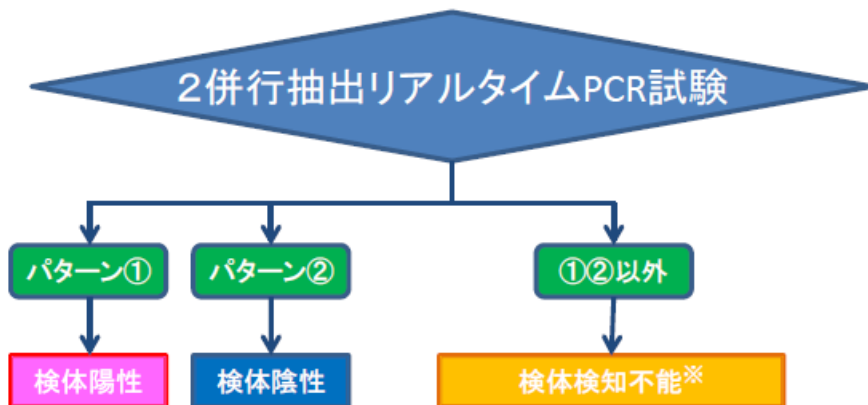 ２併行抽出リアルタイムPCR試験
パターン①
パターン②
①②以外
検体陽性
検体陰性
検体検知不能※